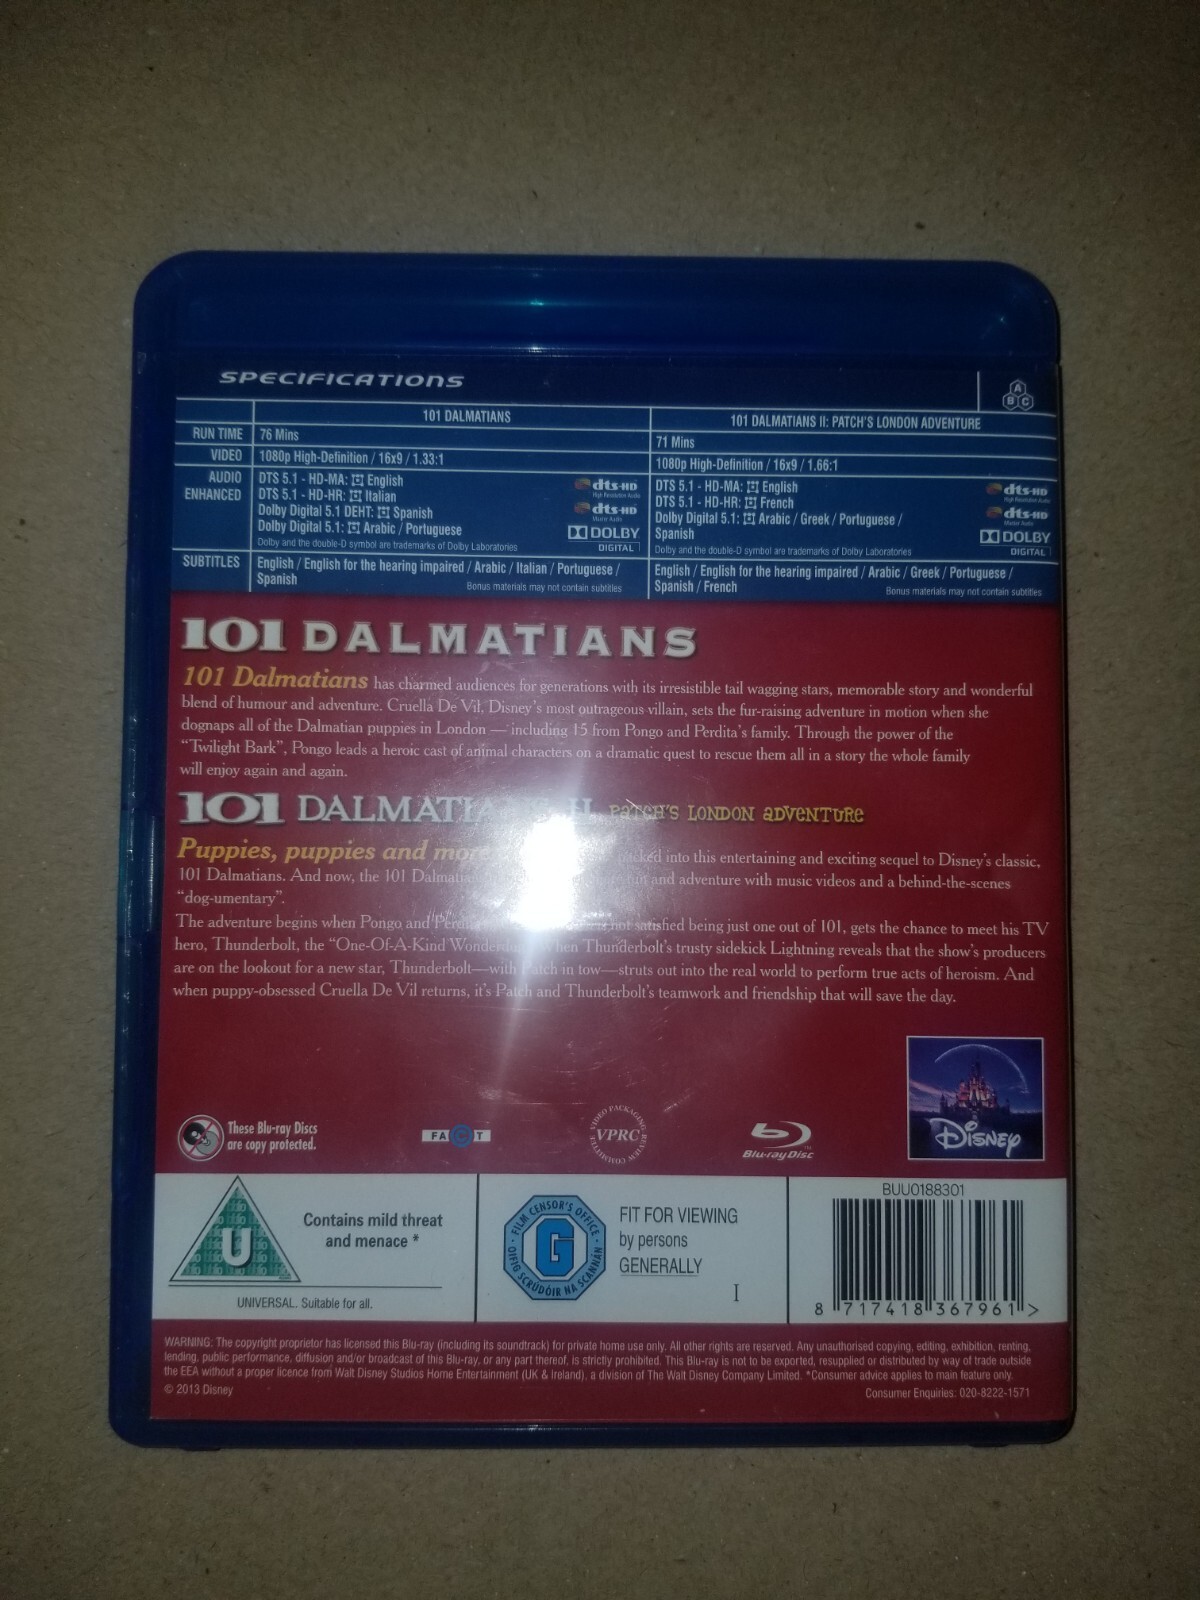 SPECIFICATIONS
A B C
101 DALMATIANS
101 DALMATIANS II: PATCH'S LONDON ADVENTURE
RUN TIME
76 Mins
71 Mins
VIDEO
1080p High-Definition / 16x9 / 1.33:1
1080p High-Definition / 16x9 / 1.66:1
AUDIO
ENHANCED
DTS 5.1 - HD-MA: English
DTS 5.1 - HD-HR: Italian
Dolby Digital 5.1 DEHT: Spanish
Dolby Digital 5.1: Arabic / Portuguese
Dolby and the double-D symbol are trademarks of Dolby Laboratories
dts-HD
High Resolution Audio
dts-HD
Master Audio
DOLBY
DIGITAL
DTS 5.1 - HD-MA: English
DTS 5.1 - HD-HR: French
Dolby Digital 5.1: Arabic / Greek / Portuguese /
Spanish
Dolby and the double-D symbol are trademarks of Dolby Laboratories
dts-HD
High Resolution Audio
dts-HD
Master Audio
DOLBY
DIGITAL
SUBTITLES
English / English for the hearing impaired / Arabic / Italian / Portuguese /
Spanish
Bonus materials may not contain subtitles
English / English for the hearing impaired / Arabic / Greek / Portuguese /
Spanish / French
Bonus materials may not contain subtitles
101 DALMATIANS
101 Dalmatians has charmed audiences for generations with its irresistible tail wagging stars, memorable story and wonderful
blend of humour and adventure. Cruella De Vil, Disney's most outrageous villain, sets the fur-raising adventure in motion when she
dognaps all of the Dalmatian puppies in London — including 15 from Pongo and Perdita's family. Through the power of the
"Twilight Bark", Pongo leads a heroic cast of animal characters on a dramatic quest to rescue them all in a story the whole family
will enjoy again and again.
101 DALMATIANS II PATCH'S LONDON ADVENTURE
Puppies, puppies and more packed into this entertaining and exciting sequel to Disney's classic,
101 Dalmatians. And now, the 101 Dalmatians fun and adventure with music videos and a behind-the-scenes
"dog-umentary".
The adventure begins when Pongo and is not satisfied being just one out of 101, gets the chance to meet his TV
hero, Thunderbolt, the "One-Of-A-Kind When Thunderbolt's trusty sidekick Lightning reveals that the show's producers
are on the lookout for a new star, Thunderbolt—with Patch in tow—struts out into the real world to perform true acts of heroism. And
when puppy-obsessed Cruella De Vil returns, it's Patch and Thunderbolt's teamwork and friendship that will save the day.
These Blu-ray Discs
are copy protected.
FACT
VIDEO PACKAGING REVIEW COMMITTEE
VPRC
Blu-ray Disc
Disney
U
Contains mild threat
and menace *
UNIVERSAL. Suitable for all.
FILM CENSOR'S OFFICE
G
OIFIG SCRÚDÓIR NA SCANNÁN
FIT FOR VIEWING
by persons
GENERALLY
I
BUU0188301
8 717418 367961 >
WARNING: The copyright proprietor has licensed this Blu-ray (including its soundtrack) for private home use only. All other rights are reserved. Any unauthorised copying, editing, exhibition, renting,
lending, public performance, diffusion and/or broadcast of this Blu-ray, or any part thereof, is strictly prohibited. This Blu-ray is not to be exported, resupplied or distributed by way of trade outside
the EEA without a proper licence from Walt Disney Studios Home Entertainment (UK & Ireland), a division of The Walt Disney Company Limited. *Consumer advice applies to main feature only.
© 2013 Disney
Consumer Enquiries: 020-8222-1571